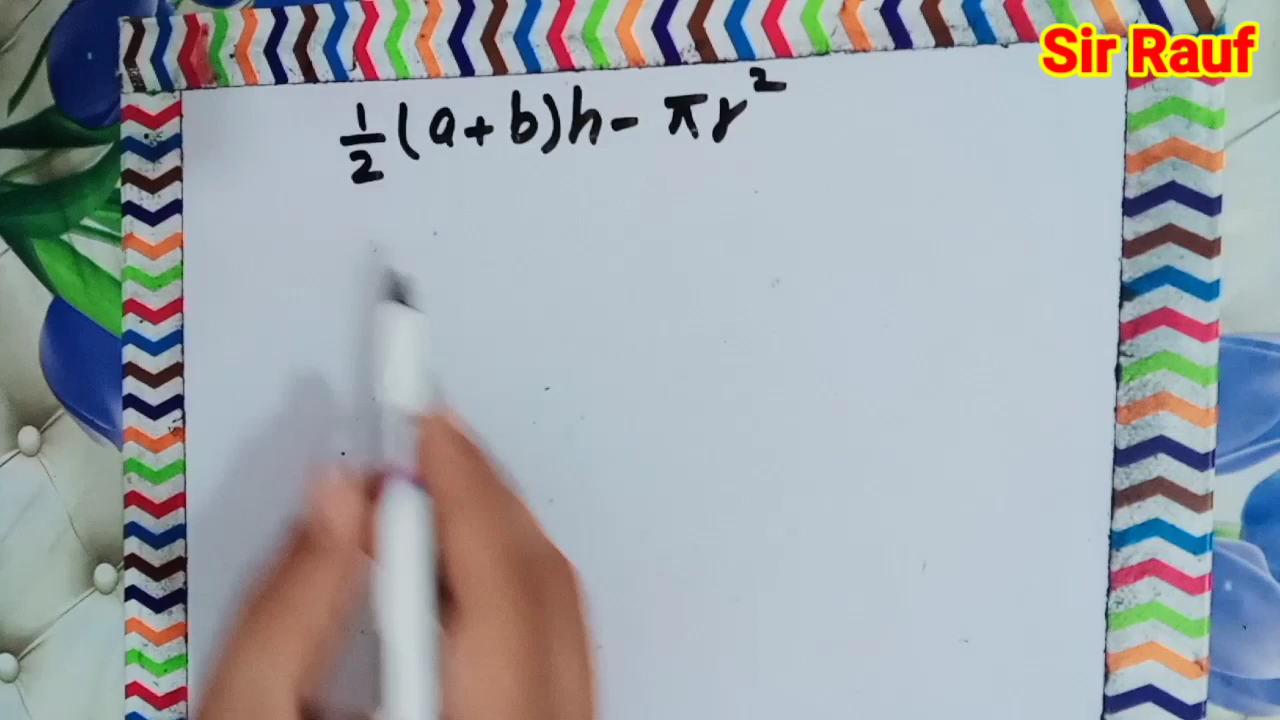 Sir Rauf
½(a+b)h - πr²